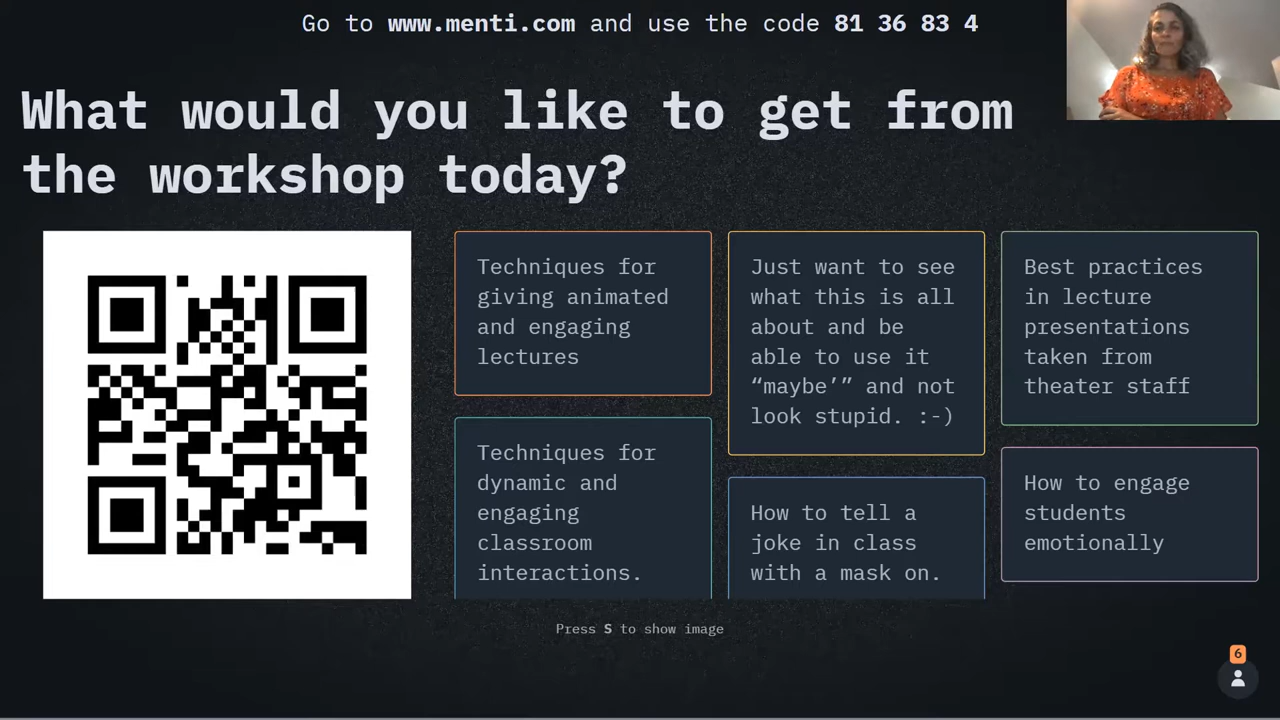 Go to www.menti.com and use the code 81 36 83 4
What would you like to get from
the workshop today?
Techniques for
giving animated
and engaging
lectures
Techniques for
dynamic and
engaging
classroom
interactions.
Just want to see
what this is all
about and be
able to use it
“maybe’” and not
look stupid. :-)
How to tell a
joke in class
with a mask on.
Best practices
in lecture
presentations
taken from
theater staff
How to engage
students
emotionally
Press S to show image
6